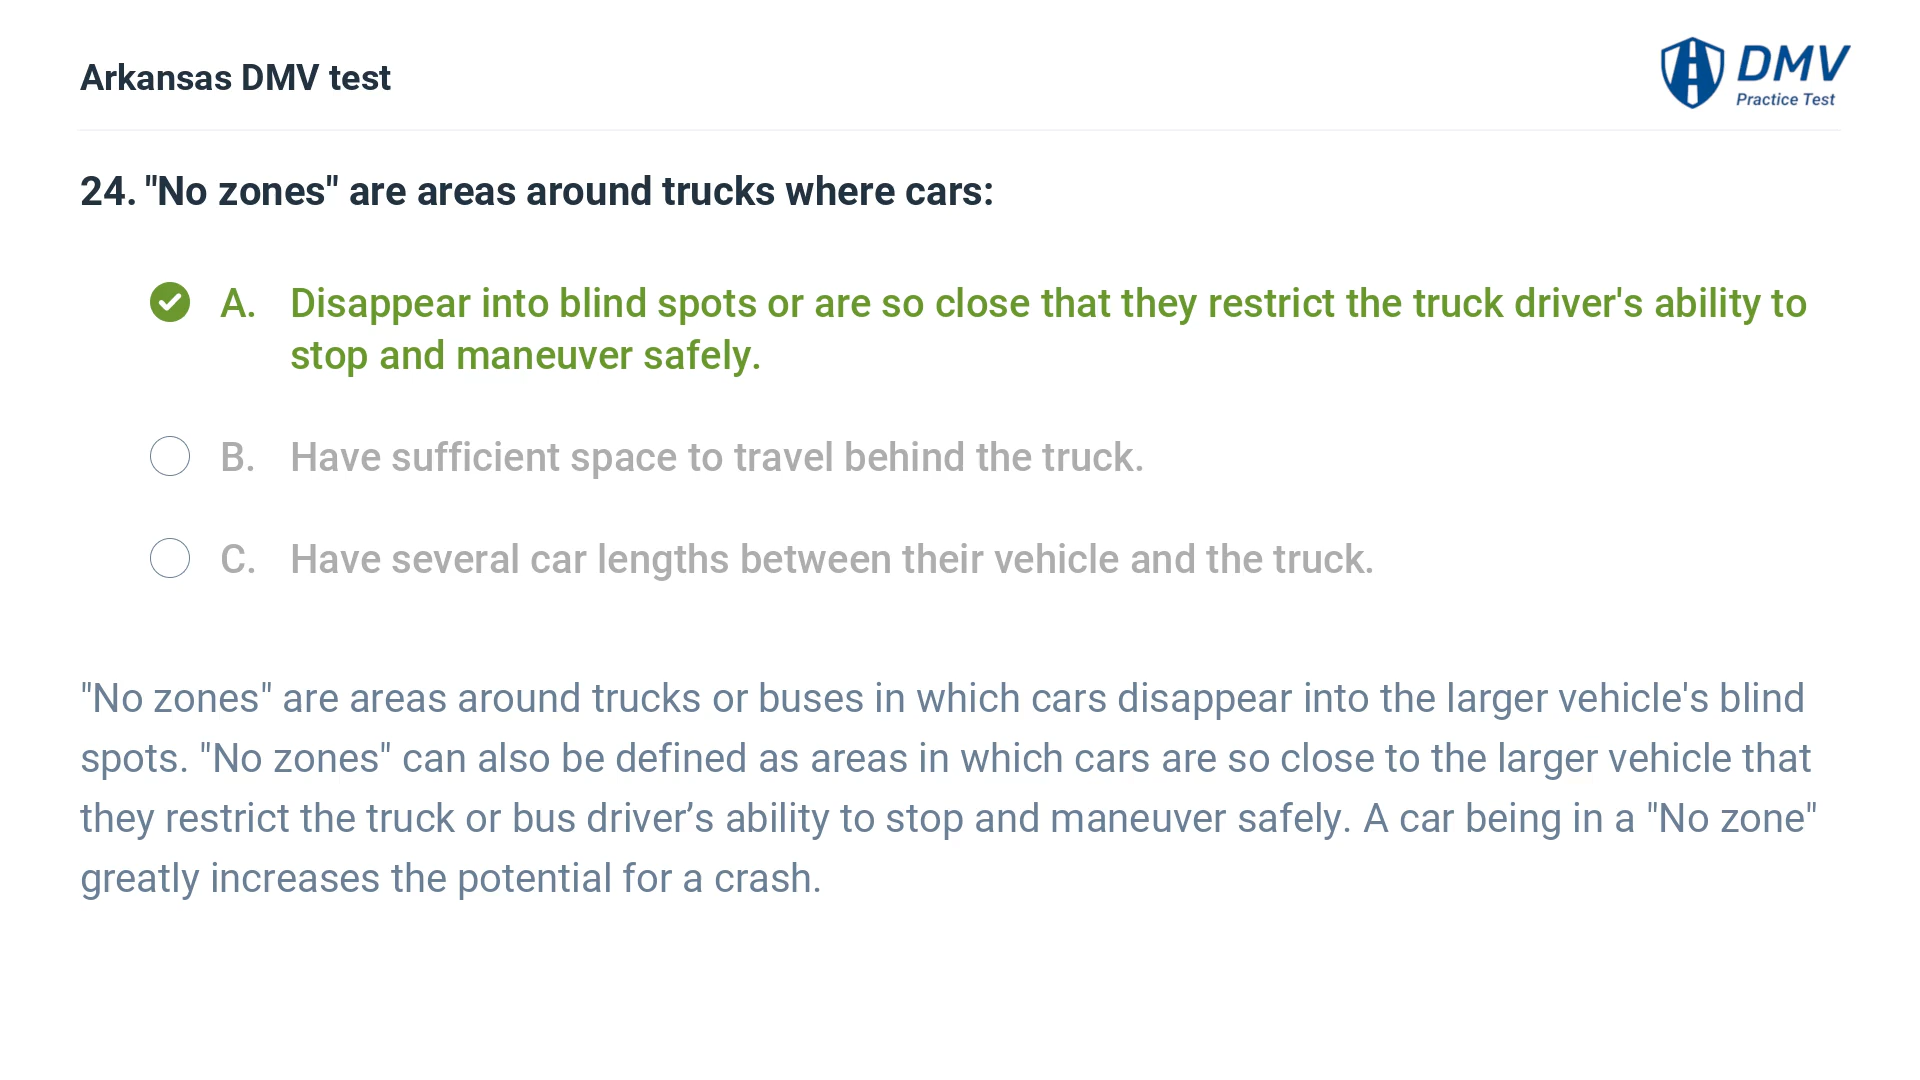 Arkansas DMV test
DMV
Practice Test
24. "No zones" are areas around trucks where cars:
A. Disappear into blind spots or are so close that they restrict the truck driver's ability to
stop and maneuver safely.
B. Have sufficient space to travel behind the truck.
C. Have several car lengths between their vehicle and the truck.
"No zones" are areas around trucks or buses in which cars disappear into the larger vehicle's blind
spots. "No zones" can also be defined as areas in which cars are so close to the larger vehicle that
they restrict the truck or bus driver’s ability to stop and maneuver safely. A car being in a "No zone"
greatly increases the potential for a crash.